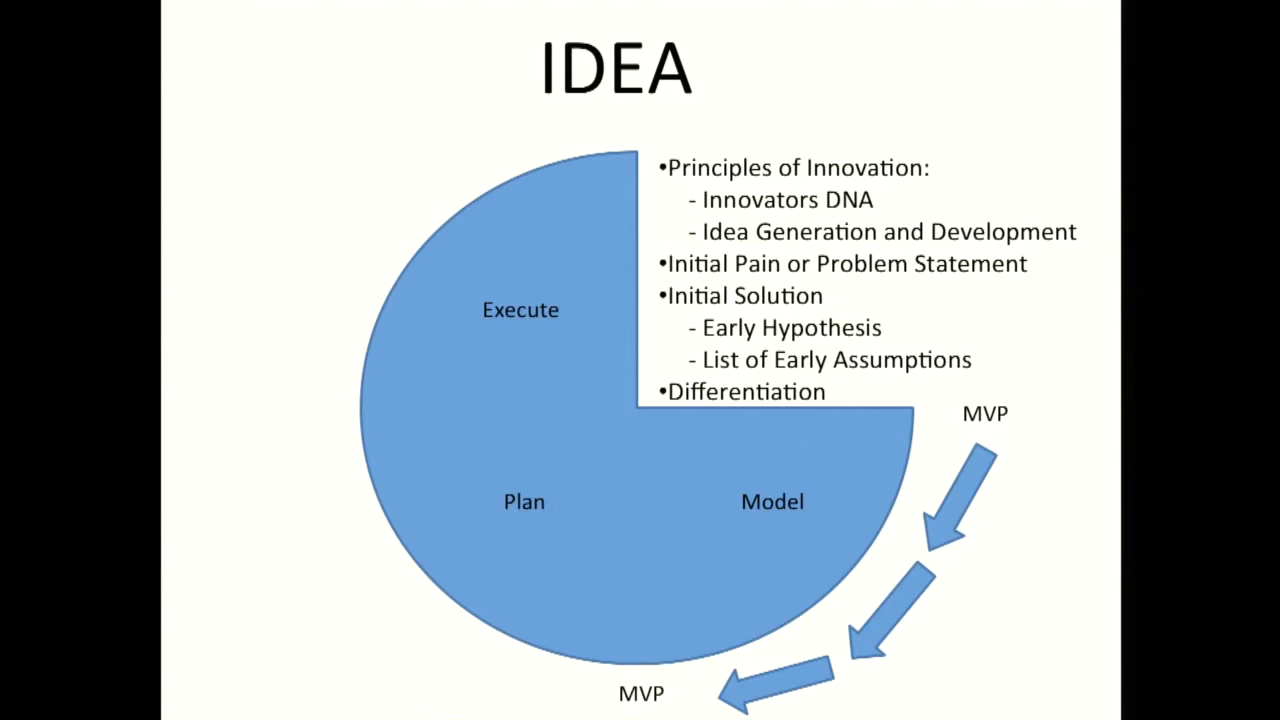 IDEA
•Principles of Innovation:
- Innovators DNA
- Idea Generation and Development
•Initial Pain or Problem Statement
•Initial Solution
- Early Hypothesis
- List of Early Assumptions
•Differentiation
Execute
MVP
Plan
Model
MVP